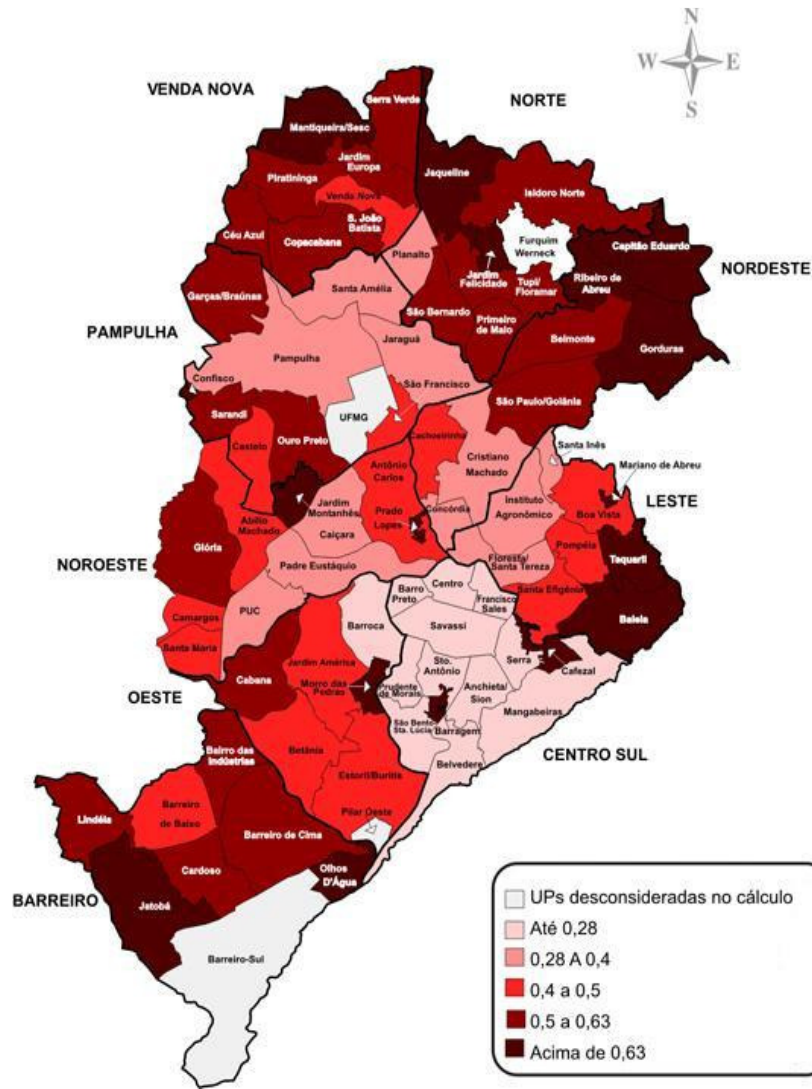 N
W
E
S
VENDA NOVA
NORTE
Serra Verde
Mantiqueira/Sesc
Jardim
Europa
Jaqueline
Piratininga
Isidoro Norte
Venda Nova
S. João
Batista
Céu Azul
Copacabana
Planalto
Furquim
Werneck
Capitão Eduardo
Jardim
Felicidade
Tupi/
Floramar
Ribeiro de
Abreu
NORDESTE
Garças/Braúnas
Santa Amélia
São Bernardo
Primeiro
de Maio
PAMPULHA
Jaraguá
Belmonte
Gorduras
Pampulha
Confisco
São Francisco
São Paulo/Goiânia
Sarandi
UFMG
Castelo
Ouro Preto
Cachoeirinha
Santa Inês
Cristiano
Machado
Mariano de Abreu
Antônio
Carlos
LESTE
Jardim
Montanhês
Concórdia
Instituto
Agronômico
Boa Vista
Abílio
Machado
Prado
Lopes
Caiçara
Glória
Pompéia
NOROESTE
Taquaril
Padre Eustáquio
Floresta/
Santa Tereza
Centro
Barro
Preto
Francisco
Sales
Santa Efigênia
Camargos
PUC
Baleia
Barroca
Savassi
Santa Maria
Jardim América
Serra
Sto.
Antônio
Cafezal
Cabana
Morro das
Pedras
Prudente
de Morais
Anchieta/
Sion
OESTE
Mangabeiras
São Bento
Sta. Lúcia
Barragem
Bairro das
Indústrias
Betânia
CENTRO SUL
Belvedere
Estoril/Buritis
Barreiro
de Baixo
Lindéia
Pilar Oeste
Barreiro de Cima
Cardoso
Olhos
D'Água
BARREIRO
Jatobá
Barreiro-Sul
UPs desconsideradas no cálculo
Até 0,28
0,28 A 0,4
0,4 a 0,5
0,5 a 0,63
Acima de 0,63